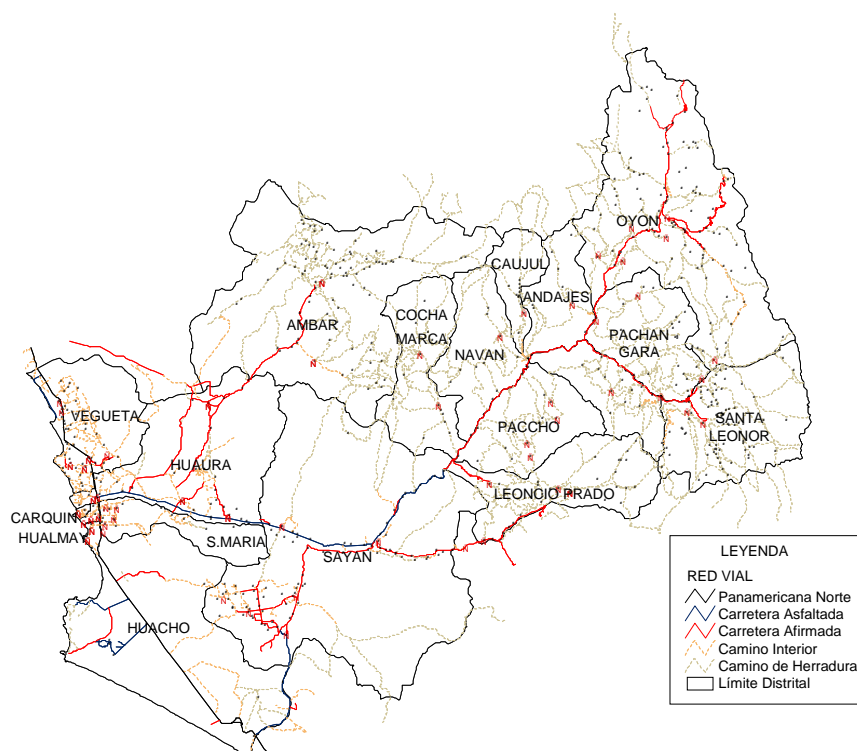 OYON
CAUJUL
ANDAJES
COCHA
MARCA
AMBAR
NAVAN
PACHAN
GARA
VEGUETA
SANTA
LEONOR
PACCHO
HUAURA
LEONCIO PRADO
CARQUIN
HUALMAY
S.MARIA
SAYAN
HUACHO
LEYENDA
RED VIAL
Panamericana Norte
Carretera Asfaltada
Carretera Afirmada
Camino Interior
Camino de Herradura
Límite Distrital